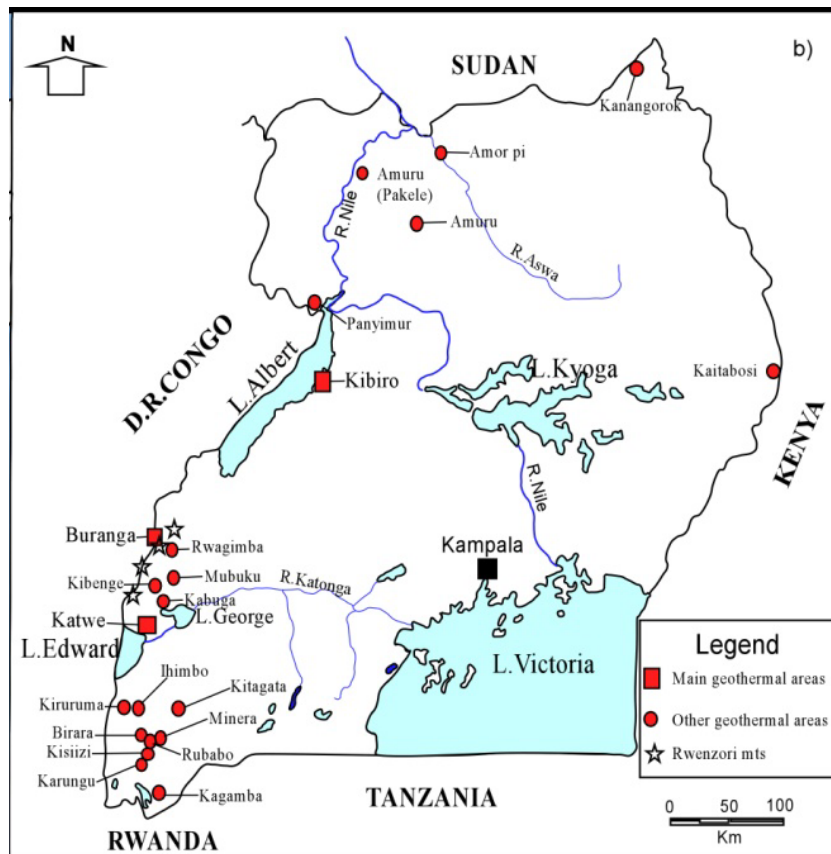 N
SUDAN
b)
Kanangorok
Amor pi
Amuru
(Pakele)
R.Nile
Amuru
R.Aswa
Panyimur
D.R.CONGO
L.Albert
Kibiro
L.Kyoga
Kaitabosi
KENYA
R.Nile
Buranga
Rwagimba
Kampala
Kibenge
Mubuku
R.Katonga
Kabuga
Katwe
L.George
L.Edward
L.Victoria
Legend
Main geothermal areas
Other geothermal areas
Rwenzori mts
Ihimbo
Kiruruma
Kitagata
Birara
Minera
Kisiizi
Rubabo
Karungu
Kagamba
TANZANIA
RWANDA
0 50 100
Km